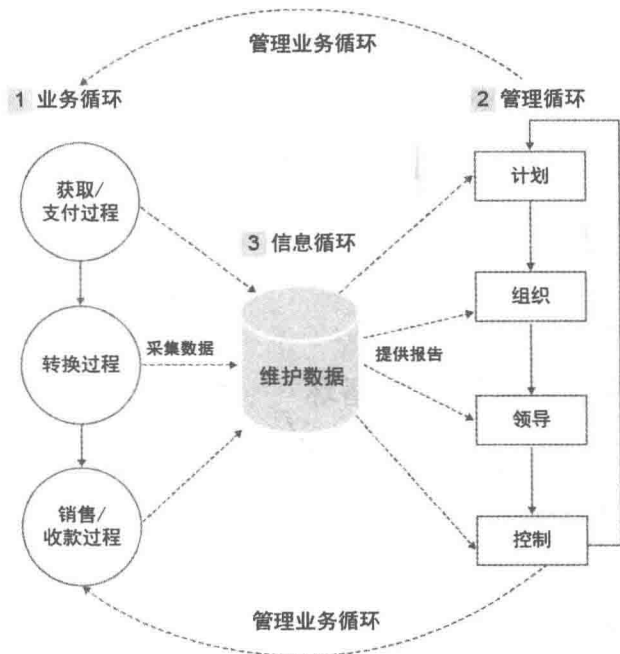 管理业务循环
1 业务循环
2 管理循环
获取/
支付过程
计划
3 信息循环
组织
转换过程
采集数据
维护数据
提供报告
领导
销售/
收款过程
控制
管理业务循环